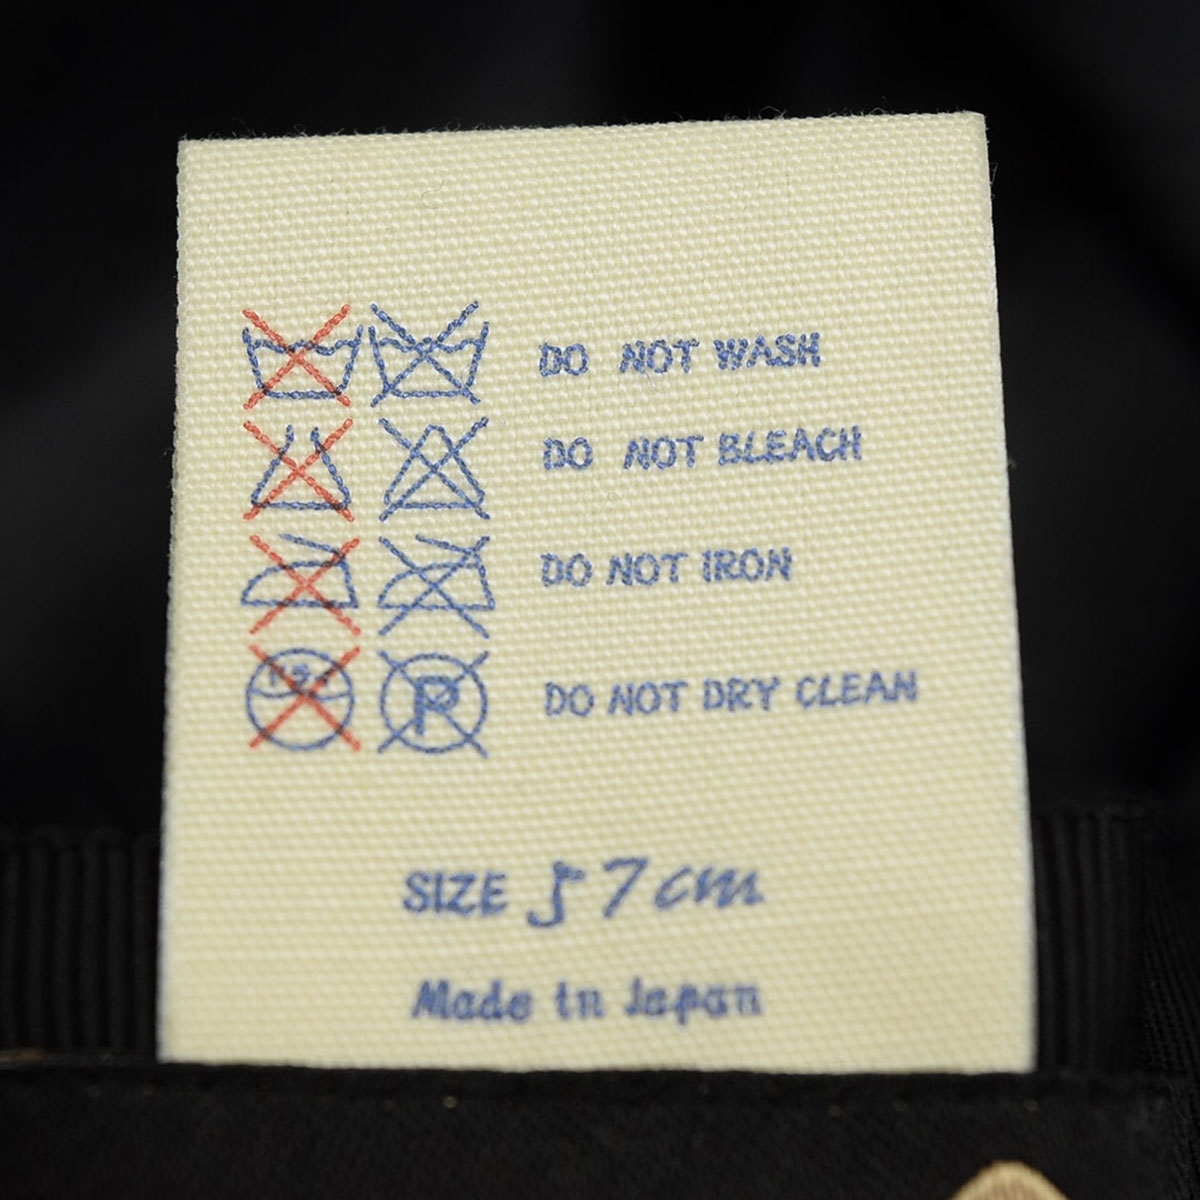 DO NOT WASH
DO NOT BLEACH
DO NOT IRON
P DO NOT DRY CLEAN
SIZE 57cm
Made in Japan